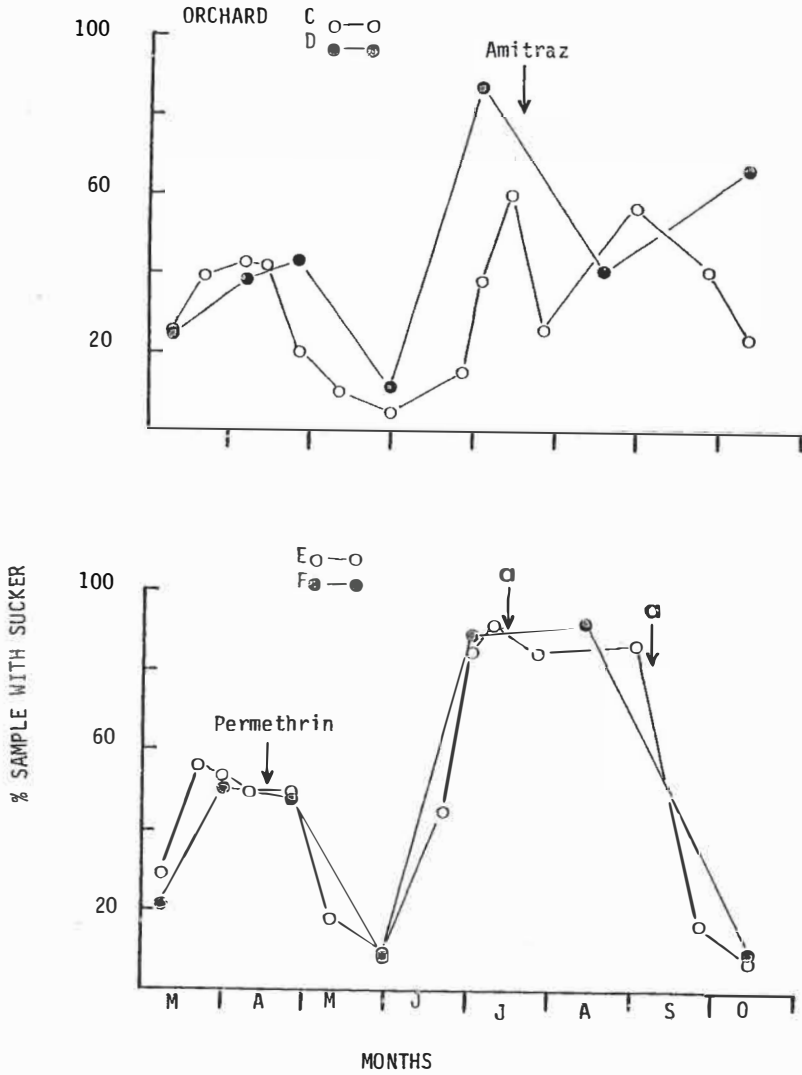 ORCHARD C
D
100
Amitraz
60
20
E
F
100
a
a
Permethrin
60
20
% SAMPLE WITH SUCKER
M A M J J A S O
MONTHS